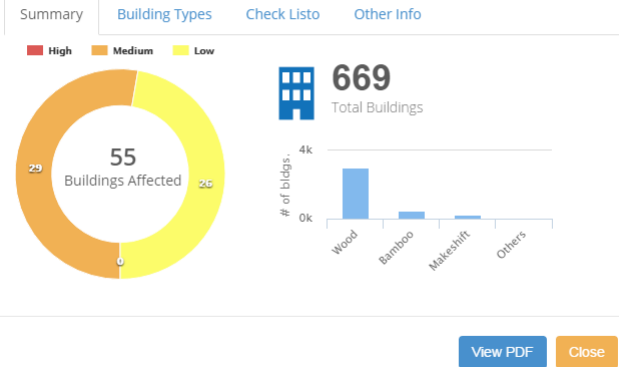 Summary Building Types Check Listo Other Info
High Medium Low
29
55
Buildings Affected
26
0
669
Total Buildings
# of bldgs.
4k
0k
Wood Bamboo Makeshift Others
View PDF Close